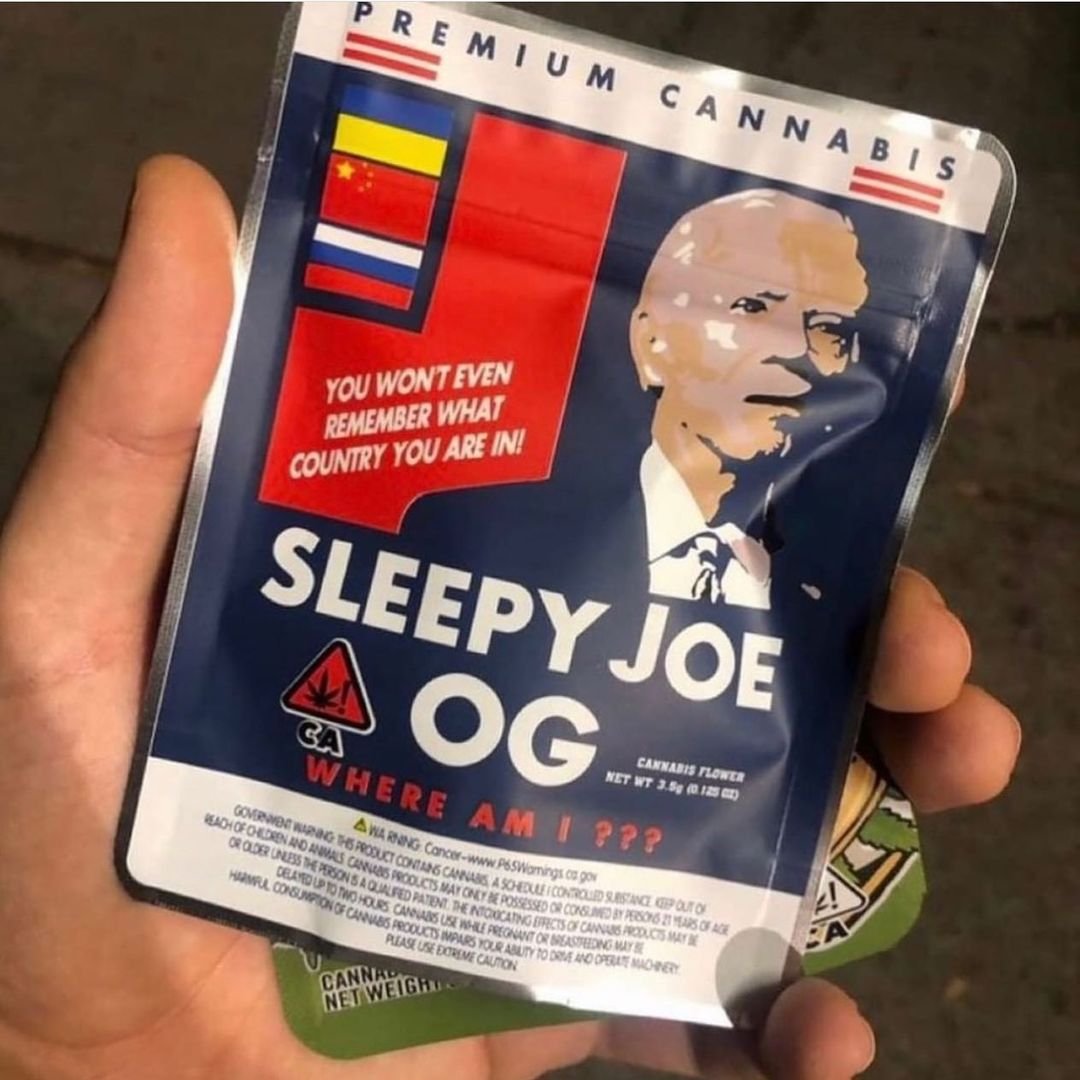 PREMIUM CANNABIS
YOU WON'T EVEN
REMEMBER WHAT
COUNTRY YOU ARE IN!
SLEEPY JOE
OG
CA
CANNABIS FLOWER
NET WT 3.5g (0.125 OZ)
WHERE AM I ???
WARNING: Cancer-www.P65Warnings.ca.gov
GOVERNMENT WARNING: THIS PRODUCT CONTAINS CANNABIS, A SCHEDULE I CONTROLLED SUBSTANCE. KEEP OUT OF
REACH OF CHILDREN AND ANIMALS. CANNABIS PRODUCTS MAY ONLY BE POSSESSED OR CONSUMED BY PERSONS 21 YEARS OF AGE
OR OLDER UNLESS THE PERSON IS A QUALIFIED PATIENT. THE INTOXICATING EFFECTS OF CANNABIS PRODUCTS MAY BE
DELAYED UP TO TWO HOURS. CANNABIS USE WHILE PREGNANT OR BREASTFEEDING MAY BE
HARMFUL. CONSUMPTION OF CANNABIS PRODUCTS IMPAIRS YOUR ABILITY TO DRIVE AND OPERATE MACHINERY.
PLEASE USE EXTREME CAUTION.
NET WEIGHT